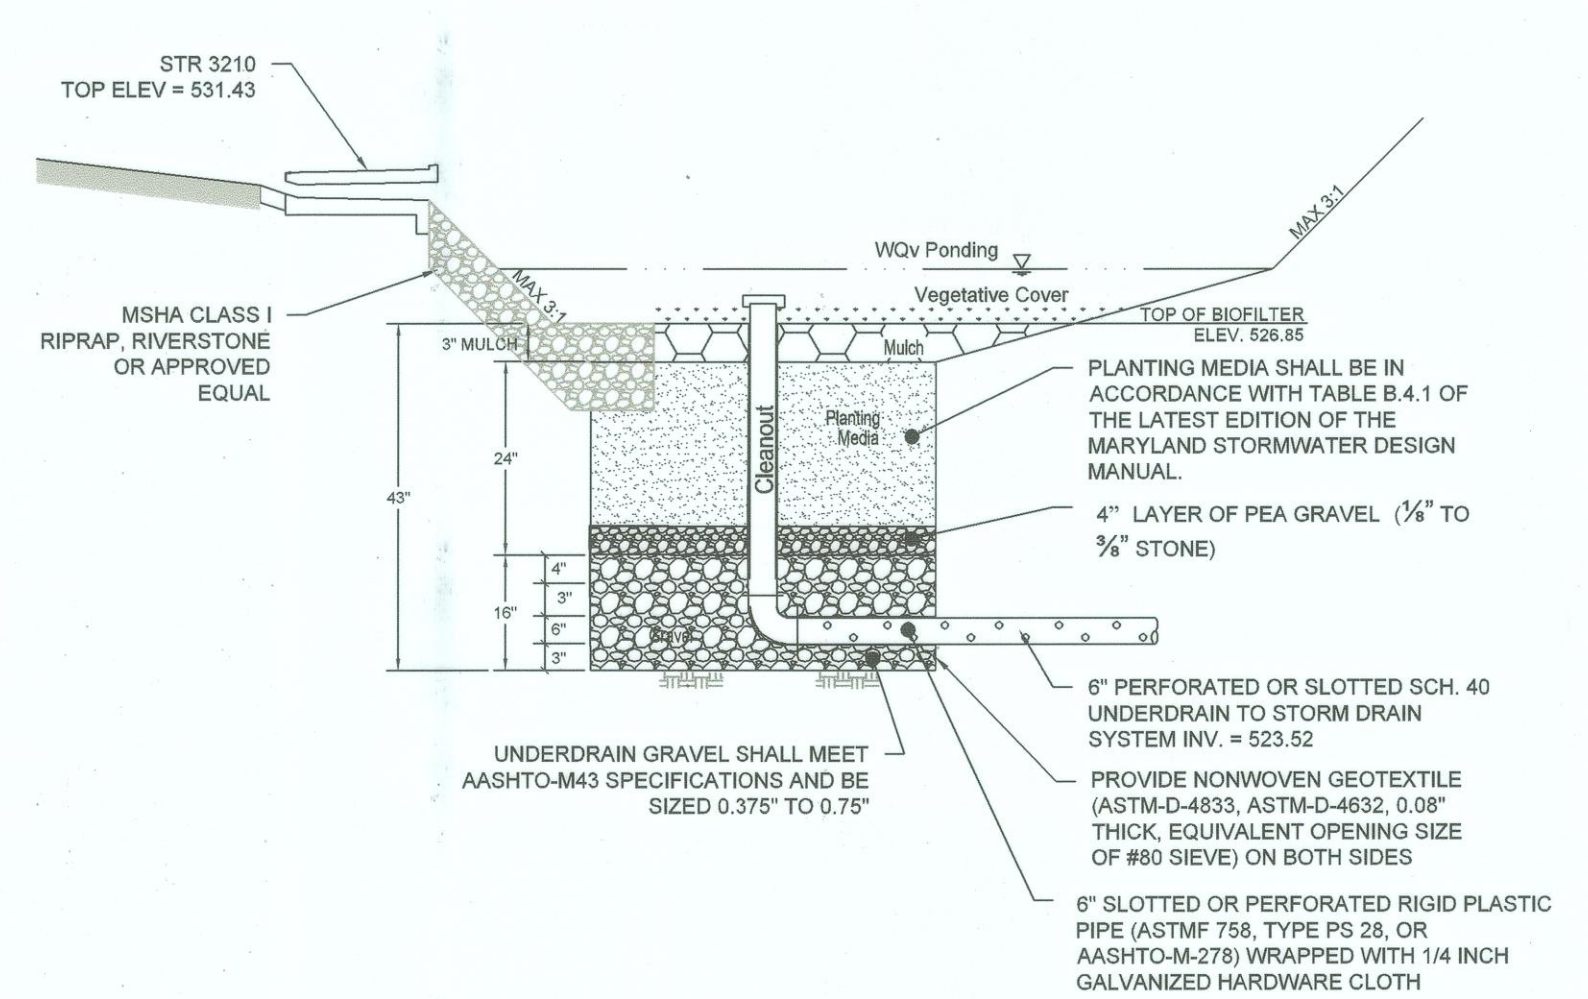 STR 3210
TOP ELEV = 531.43
MAX 3:1
WQv Ponding
MAX 3:1
Vegetative Cover
MSHA CLASS I
RIPRAP, RIVERSTONE
OR APPROVED
EQUAL
3" MULCH
Mulch
TOP OF BIOFILTER
ELEV. 526.85
PLANTING MEDIA SHALL BE IN
ACCORDANCE WITH TABLE B.4.1 OF
THE LATEST EDITION OF THE
MARYLAND STORMWATER DESIGN
MANUAL.
Planting
Media
Cleanout
24"
43"
4" LAYER OF PEA GRAVEL (1/8" TO
3/8" STONE)
4"
3"
16"
6"
3"
Gravel
6" PERFORATED OR SLOTTED SCH. 40
UNDERDRAIN TO STORM DRAIN
SYSTEM INV. = 523.52
UNDERDRAIN GRAVEL SHALL MEET
AASHTO-M43 SPECIFICATIONS AND BE
SIZED 0.375" TO 0.75"
PROVIDE NONWOVEN GEOTEXTILE
(ASTM-D-4833, ASTM-D-4632, 0.08"
THICK, EQUIVALENT OPENING SIZE
OF #80 SIEVE) ON BOTH SIDES
6" SLOTTED OR PERFORATED RIGID PLASTIC
PIPE (ASTMF 758, TYPE PS 28, OR
AASHTO-M-278) WRAPPED WITH 1/4 INCH
GALVANIZED HARDWARE CLOTH